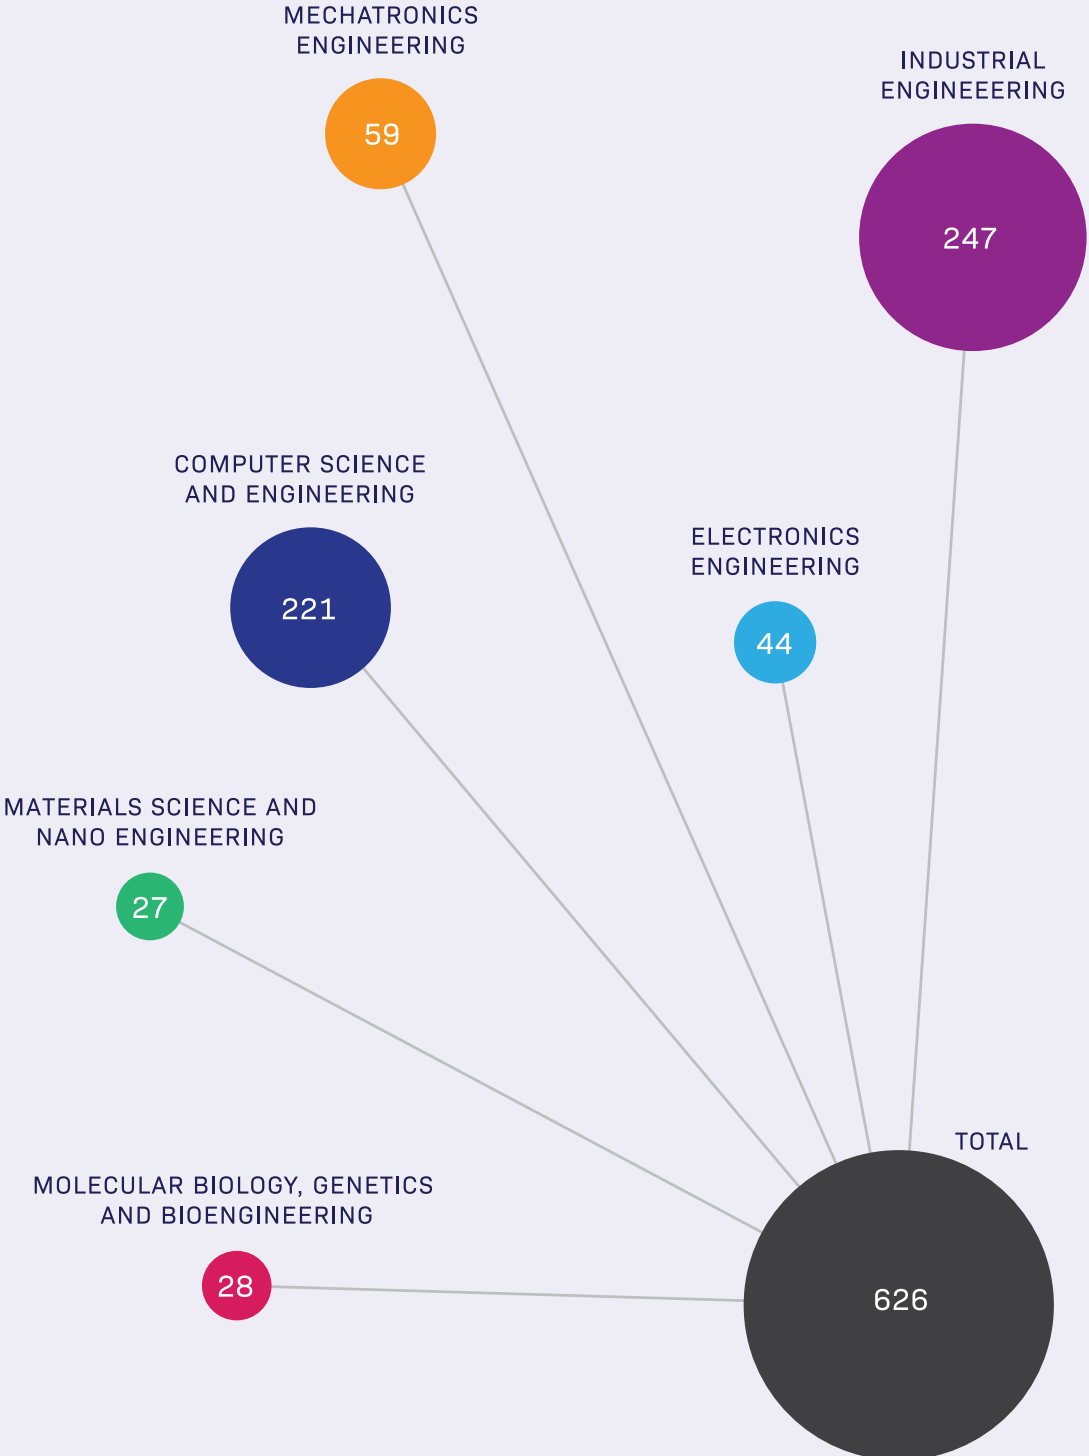 MECHATRONICS
ENGINEERING
59
INDUSTRIAL
ENGINEEERING
247
COMPUTER SCIENCE
AND ENGINEERING
221
ELECTRONICS
ENGINEERING
44
MATERIALS SCIENCE AND
NANO ENGINEERING
27
MOLECULAR BIOLOGY, GENETICS
AND BIOENGINEERING
28
TOTAL
626